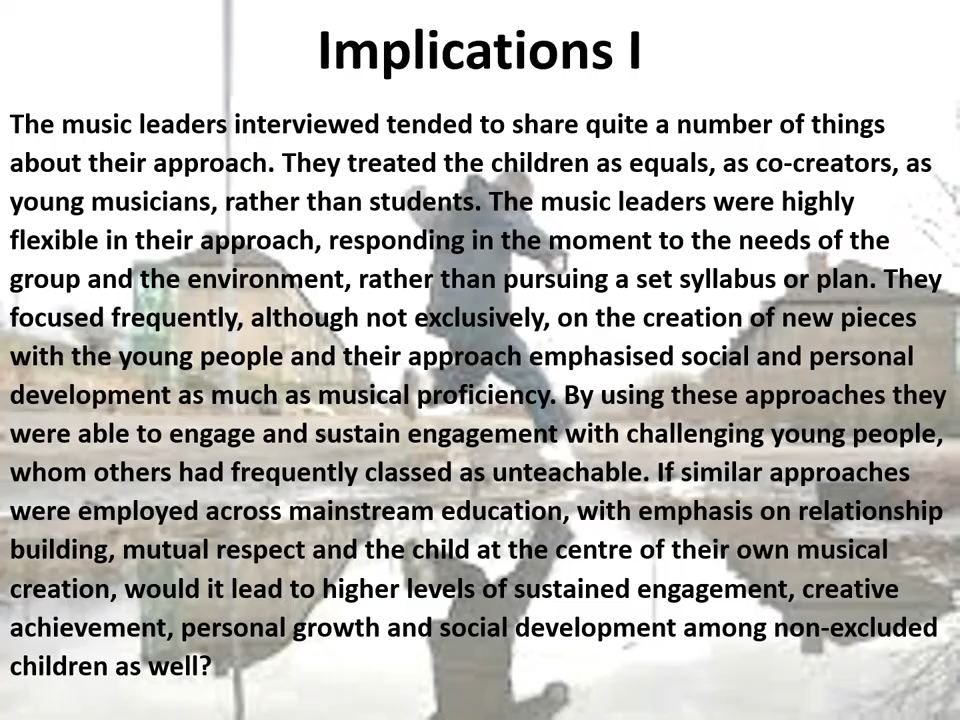 Implications I
The music leaders interviewed tended to share quite a number of things
about their approach. They treated the children as equals, as co-creators, as
young musicians, rather than students. The music leaders were highly
flexible in their approach, responding in the moment to the needs of the
group and the environment, rather than pursuing a set syllabus or plan. They
focused frequently, although not exclusively, on the creation of new pieces
with the young people and their approach emphasised social and personal
development as much as musical proficiency. By using these approaches they
were able to engage and sustain engagement with challenging young people,
whom others had frequently classed as unteachable. If similar approaches
were employed across mainstream education, with emphasis on relationship
building, mutual respect and the child at the centre of their own musical
creation, would it lead to higher levels of sustained engagement, creative
achievement, personal growth and social development among non-excluded
children as well?